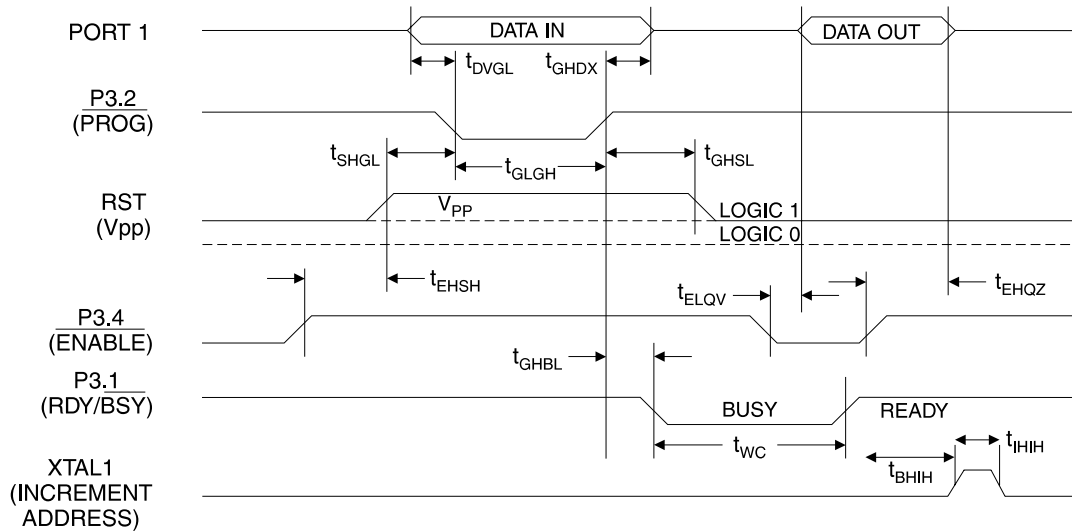 PORT 1
DATA IN
DATA OUT
tDVGL
tGHDX
P3.2
(PROG)
tSHGL
tGLGH
tGHSL
RST
(Vpp)
VPP
LOGIC 1
LOGIC 0
tEHSH
tELQV
tEHQZ
P3.4
(ENABLE)
tGHBL
P3.1
(RDY/BSY)
BUSY
READY
tWC
tIHIH
tBHIH
XTAL1
(INCREMENT
ADDRESS)